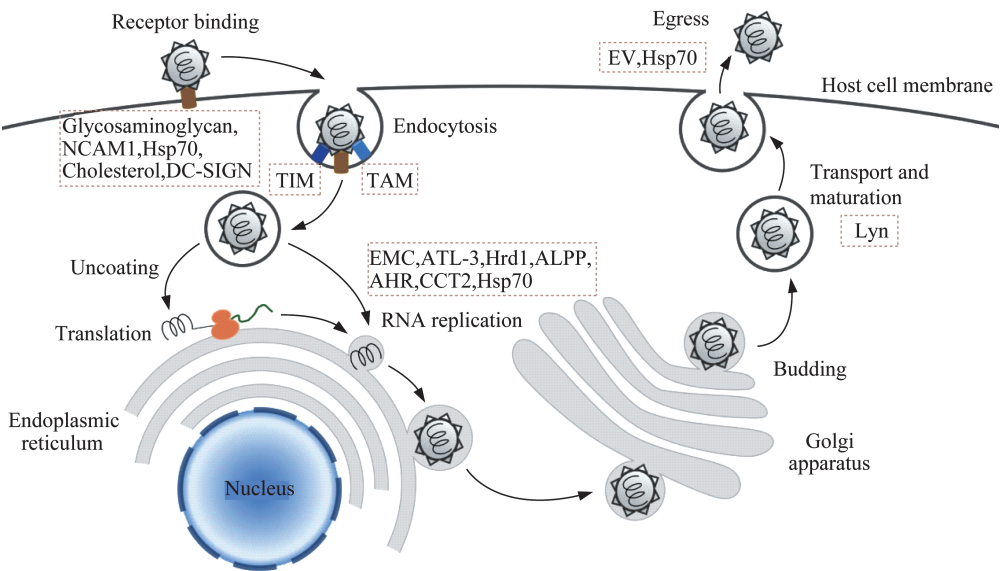 Receptor binding
Glycosaminoglycan,
NCAM1,Hsp70,
Cholesterol,DC-SIGN
Endocytosis
TIM
TAM
Egress
EV,Hsp70
Host cell membrane
Transport and
maturation
Lyn
Uncoating
Translation
EMC,ATL-3,Hrd1,ALPP,
AHR,CCT2,Hsp70
RNA replication
Budding
Endoplasmic
reticulum
Golgi
apparatus
Nucleus